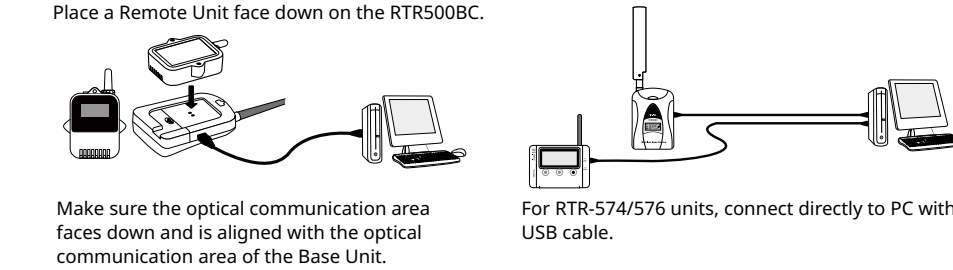 Place a Remote Unit face down on the RTR500BC.
Make sure the optical communication area
faces down and is aligned with the optical
communication area of the Base Unit.
For RTR-574/576 units, connect directly to PC with
USB cable.